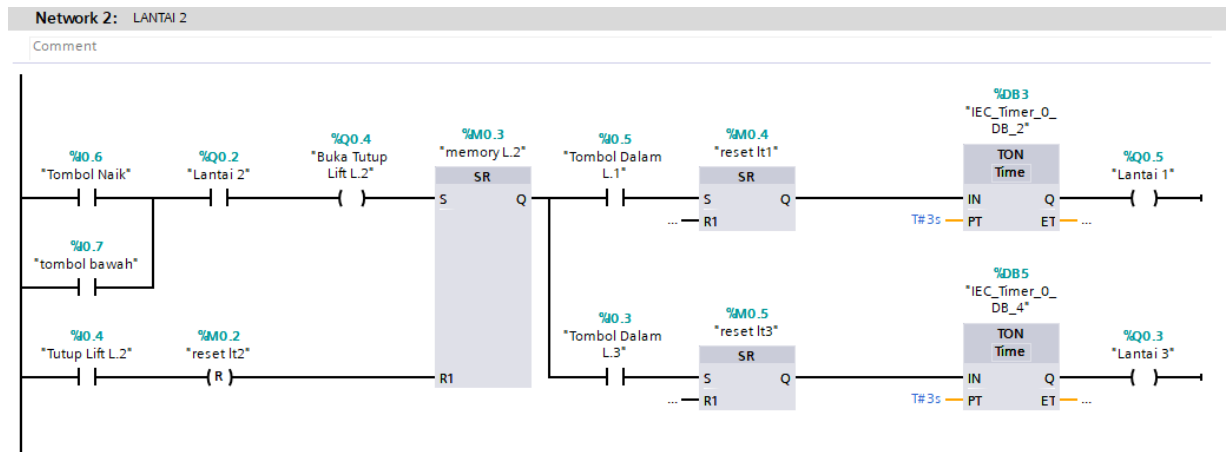 Network 2: LANTAI 2
Comment
%I0.6
"Tombol Naik"
%Q0.2
"Lantai 2"
%Q0.4
"Buka Tutup
Lift L.2"
%M0.3
"memory L.2"
SR
S
Q
R1
%I0.5
"Tombol Dalam
L.1"
%M0.4
"reset lt1"
SR
S
Q
... R1
%DB3
"IEC_Timer_0_
DB_2"
TON
Time
IN
Q
T#3s PT
ET ...
%Q0.5
"Lantai 1"
%I0.7
"tombol bawah"
%I0.4
"Tutup Lift L.2"
%M0.2
"reset lt2"
R
%I0.3
"Tombol Dalam
L.3"
%M0.5
"reset lt3"
SR
S
Q
... R1
%DB5
"IEC_Timer_0_
DB_4"
TON
Time
IN
Q
T#3s PT
ET ...
%Q0.3
"Lantai 3"